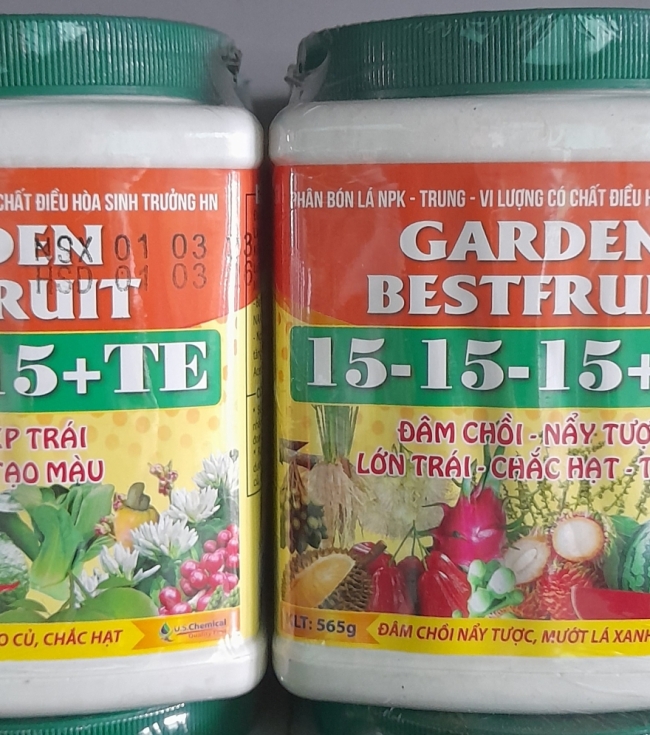 CHẤT ĐIỀU HÒA SINH TRƯỞNG HN
DEN
RUIT
NSX 01 03
HSD 01 03
15+TE
TRÁI
TẠO MÀU
CỦ, CHẮC HẠT
U.S.Chemical
PHÂN BÓN LÁ NPK - TRUNG - VI LƯỢNG CÓ CHẤT ĐIỀU H
GARDEN
BESTFRUI
15-15-15+
ĐÂM CHỒI - NẨY TƯỢ
LỚN TRÁI - CHẮC HẠT - T
KLT: 565g
ĐÂM CHỒI NẨY TƯỢC, MƯỚT LÁ XANH